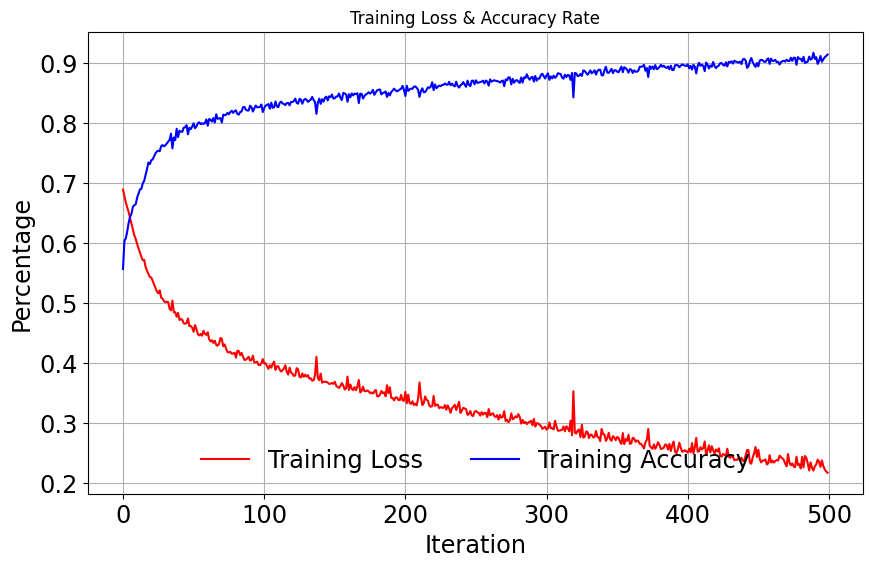 Training Loss & Accuracy Rate
0.9
0.8
0.7
0.6
0.5
0.4
0.3
0.2
Percentage
Training Loss
Training Accuracy
0
100
200
300
400
500
Iteration